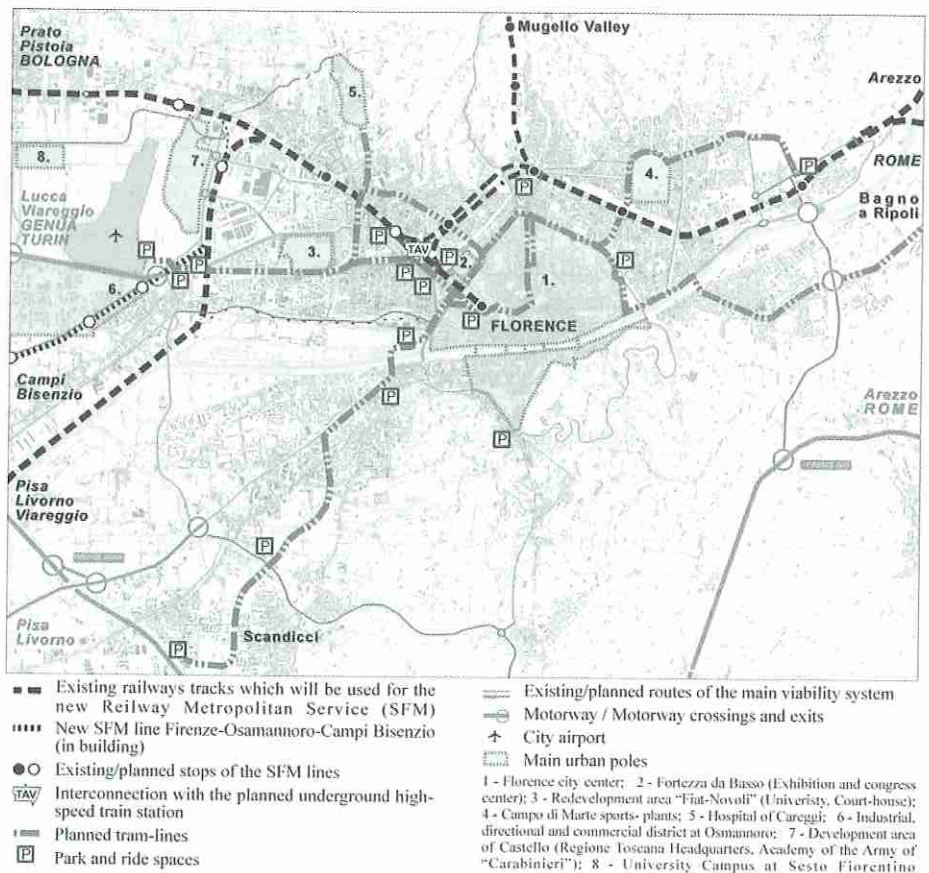 Prato
Pistoia
BOLOGNA
Mugello Valley
5.
Arezzo
8.
7.
P
4.
P
ROME
Lucca
Viareggio
GENUA
TURIN
Bagno
a Ripoli
P
P
TAV
P
2.
3.
P
P
1.
P
6.
P
P
P
FLORENCE
P
P
Campi
Bisenzio
P
Arezzo
ROME
P
Pisa
Livorno
Viareggio
P
Pisa
Livorno
Scandicci
P
Existing railways tracks which will be used for the
new Reilway Metropolitan Service (SFM)
New SFM line Firenze-Osamannoro-Campi Bisenzio
(in building)
Existing/planned stops of the SFM lines
TAV Interconnection with the planned underground high-
speed train station
Planned tram-lines
P Park and ride spaces
Existing/planned routes of the main viability system
Motorway / Motorway crossings and exits
City airport
Main urban poles
1 - Florence city center; 2 - Fortezza da Basso (Exhibition and congress
center); 3 - Redevelopment area "Fiat-Novoli" (Univeristy, Court-house);
4 - Campo di Marte sports- plants; 5 - Hospital of Careggi; 6 - Industrial,
directional and commercial district at Osmannoro; 7 - Development area
of Castello (Regione Toscana Headquarters, Academy of the Army of
"Carabinieri"); 8 - University Campus at Sesto Fiorentino